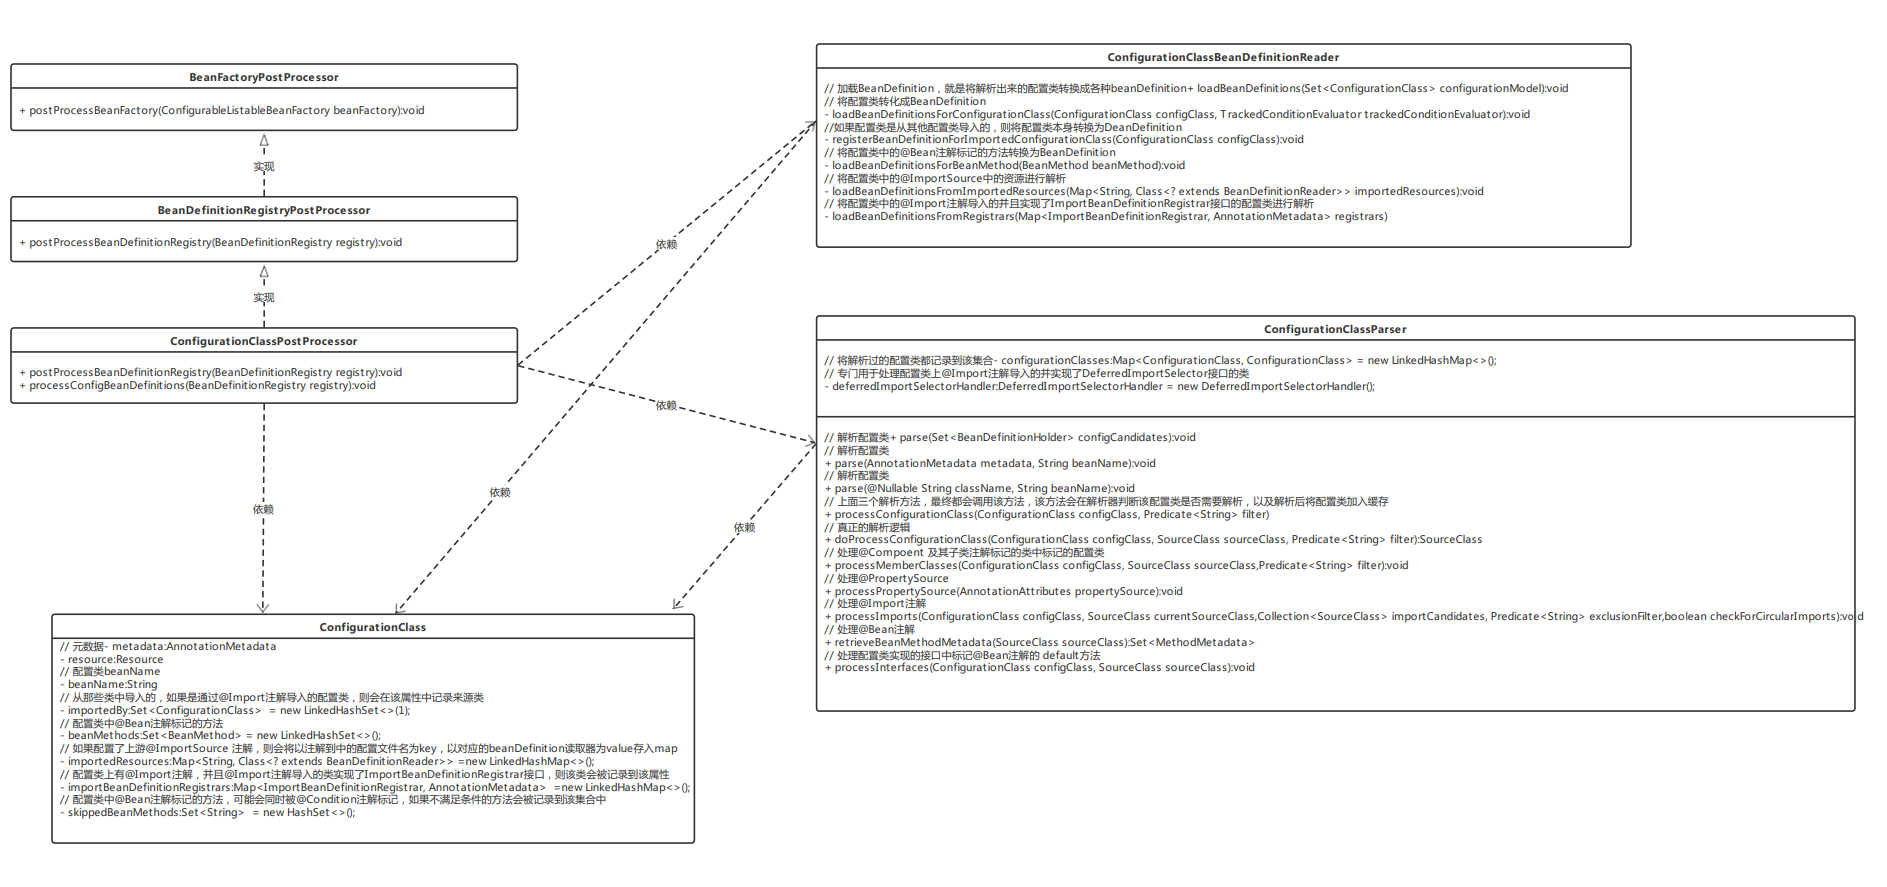 BeanFactoryPostProcessor
+ postProcessBeanFactory(ConfigurableListableBeanFactory beanFactory):void
实现
BeanDefinitionRegistryPostProcessor
+ postProcessBeanDefinitionRegistry(BeanDefinitionRegistry registry):void
实现
ConfigurationClassPostProcessor
+ postProcessBeanDefinitionRegistry(BeanDefinitionRegistry registry):void
+ processConfigBeanDefinitions(BeanDefinitionRegistry registry):void
依赖
依赖
依赖
依赖
依赖
ConfigurationClassBeanDefinitionReader
// 加载BeanDefinition，就是将解析出来的配置类转换成各种beanDefinition+ loadBeanDefinitions(Set<ConfigurationClass> configurationModel):void
// 将配置类转化成BeanDefinition
- loadBeanDefinitionsForConfigurationClass(ConfigurationClass configClass, TrackedConditionEvaluator trackedConditionEvaluator):void
//如果配置类是从其他配置类导入的，则将配置类本身转换为DeanDefinition
- registerBeanDefinitionForImportedConfigurationClass(ConfigurationClass configClass):void
// 将配置类中的@Bean注解标记的方法转换为BeanDefinition
- loadBeanDefinitionsForBeanMethod(BeanMethod beanMethod):void
// 将配置类中的@ImportSource中的资源进行解析
- loadBeanDefinitionsFromImportedResources(Map<String, Class<? extends BeanDefinitionReader>> importedResources):void
// 将配置类中的@Import注解导入的并且实现了ImportBeanDefinitionRegistrar接口的配置类进行解析
- loadBeanDefinitionsFromRegistrars(Map<ImportBeanDefinitionRegistrar, AnnotationMetadata> registrars)
ConfigurationClassParser
// 将解析过的配置类都记录到该集合- configurationClasses:Map<ConfigurationClass, ConfigurationClass> = new LinkedHashMap<>();
// 专门用于处理配置类上@Import注解导入的并实现了DeferredImportSelector接口的类
- deferredImportSelectorHandler:DeferredImportSelectorHandler = new DeferredImportSelectorHandler();
// 解析配置类+ parse(Set<BeanDefinitionHolder> configCandidates):void
// 解析配置类
+ parse(AnnotationMetadata metadata, String beanName):void
// 解析配置类
+ parse(@Nullable String className, String beanName):void
// 上面三个解析方法，最终都会调用该方法，该方法会在解析器判断该配置类是否需要解析，以及解析后将配置类加入缓存
+ processConfigurationClass(ConfigurationClass configClass, Predicate<String> filter)
// 真正的解析逻辑
+ doProcessConfigurationClass(ConfigurationClass configClass, SourceClass sourceClass, Predicate<String> filter):SourceClass
// 处理@Compoent 及其子类注解标记的类中标记的配置类
+ processMemberClasses(ConfigurationClass configClass, SourceClass sourceClass,Predicate<String> filter):void
// 处理@PropertySource
+ processPropertySource(AnnotationAttributes propertySource):void
// 处理@Import注解
+ processImports(ConfigurationClass configClass, SourceClass currentSourceClass,Collection<SourceClass> importCandidates, Predicate<String> exclusionFilter,boolean checkForCircularImports):void
// 处理@Bean注解
+ retrieveBeanMethodMetadata(SourceClass sourceClass):Set<MethodMetadata>
// 处理配置类实现的接口中标记@Bean注解的 default方法
+ processInterfaces(ConfigurationClass configClass, SourceClass sourceClass):void
ConfigurationClass
// 元数据- metadata:AnnotationMetadata
- resource:Resource
// 配置类beanName
- beanName:String
// 从那些类中导入的，如果是通过@Import注解导入的配置类，则会在该属性中记录来源类
- importedBy:Set<ConfigurationClass>  = new LinkedHashSet<>(1);
// 配置类中@Bean注解标记的方法
- beanMethods:Set<BeanMethod> = new LinkedHashSet<>();
// 如果配置了上游@ImportSource 注解，则会将以注解到中的配置文件名为key，以对应的beanDefinition读取器为value存入map
- importedResources:Map<String, Class<? extends BeanDefinitionReader>> =new LinkedHashMap<>();
// 配置类上有@Import注解，并且@Import注解导入的类实现了ImportBeanDefinitionRegistrar接口，则该类会被记录到该属性
- importBeanDefinitionRegistrars:Map<ImportBeanDefinitionRegistrar, AnnotationMetadata>  =new LinkedHashMap<>();
// 配置类中@Bean注解标记的方法，可能会同时被@Condition注解标记，如果不满足条件的方法会被记录到该集合中
- skippedBeanMethods:Set<String>  = new HashSet<>();